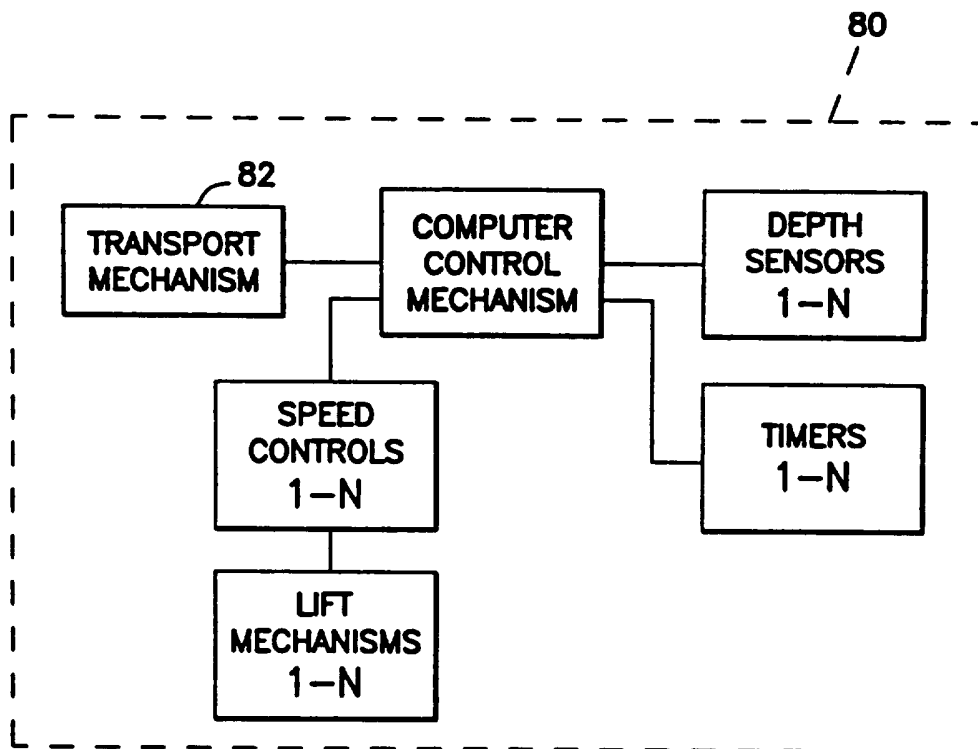 80
82
TRANSPORT
MECHANISM
COMPUTER
CONTROL
MECHANISM
DEPTH
SENSORS
1-N
SPEED
CONTROLS
1-N
TIMERS
1-N
LIFT
MECHANISMS
1-N